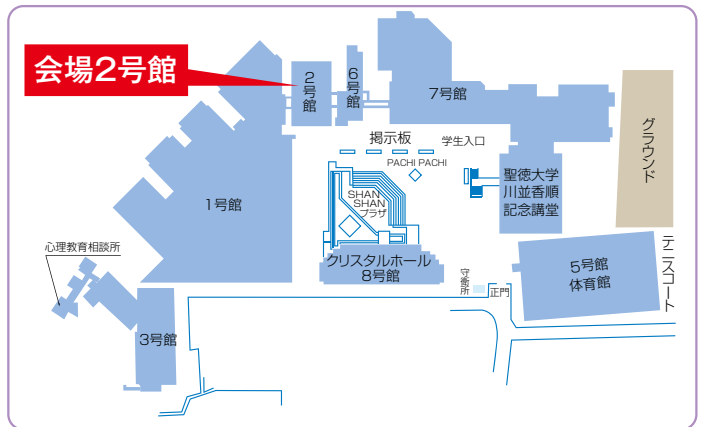 会場2号館
2号館
6号館
7号館
グラウンド
掲示板
学生入口
PACHI PACHI
聖徳大学
川並香順
記念講堂
SHAN
SHAN
プラザ
1号館
心理教育相談所
クリスタルホール
8号館
守衛所
正門
5号館
体育館
テニスコート
3号館